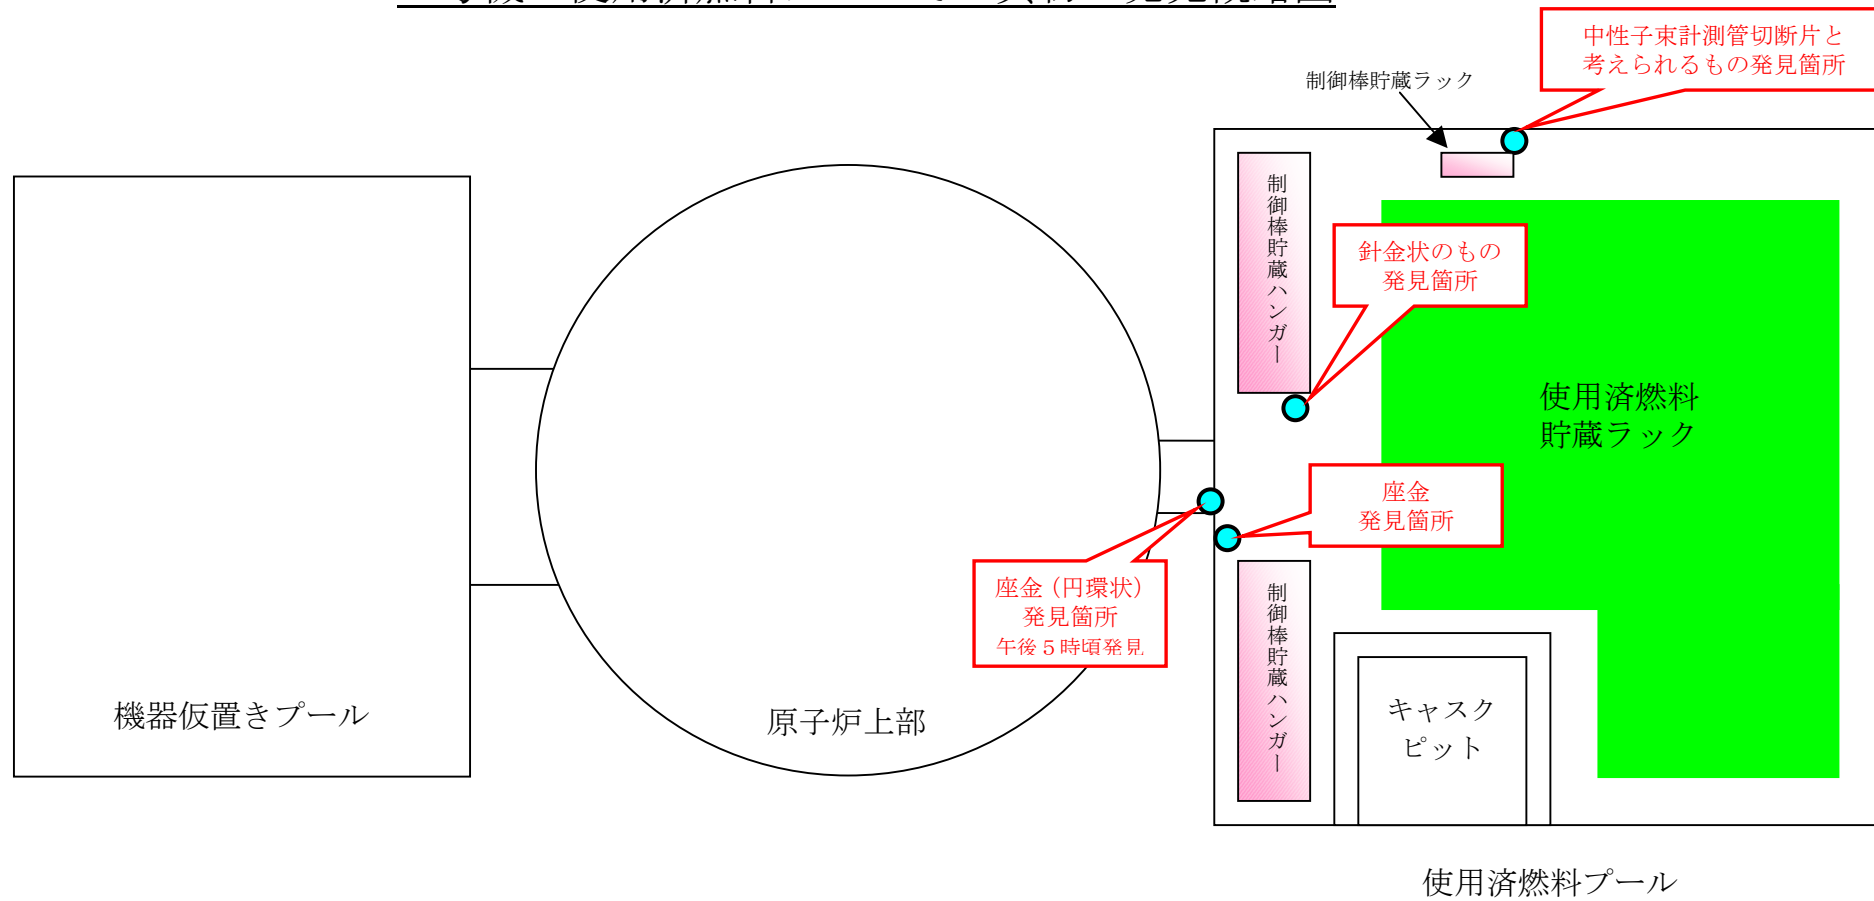 中性子束計測管切断片と
考えられるもの発見箇所
制御棒貯蔵ラック
制御棒貯蔵ハンガー
針金状のもの
発見箇所
使用済燃料
貯蔵ラック
座金
発見箇所
座金（円環状）
発見箇所
午後５時頃発見
制御棒貯蔵ハンガー
機器仮置きプール
原子炉上部
キャスク
ピット
使用済燃料プール